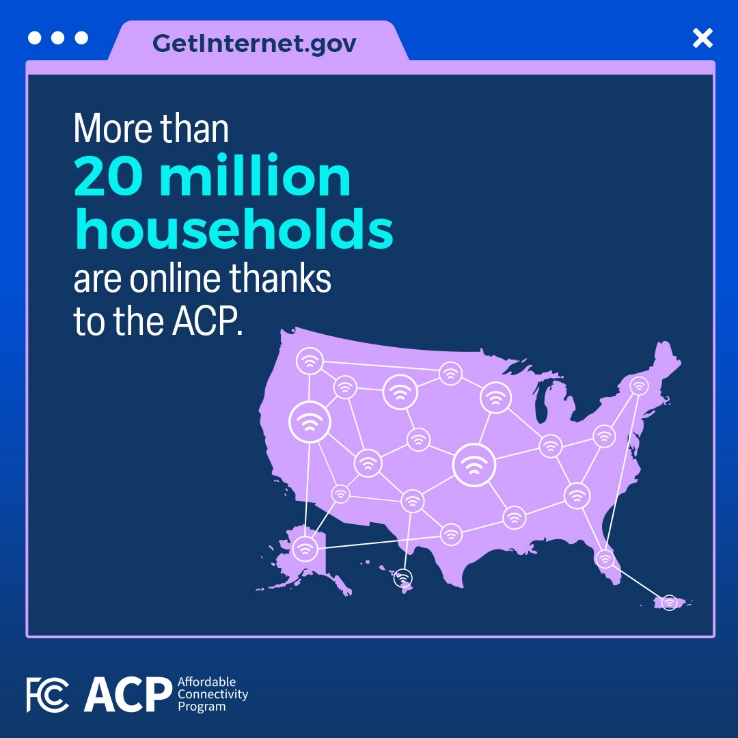 GetInternet.gov
More than
20 million
households
are online thanks
to the ACP.
FCC ACP Affordable
Connectivity
Program